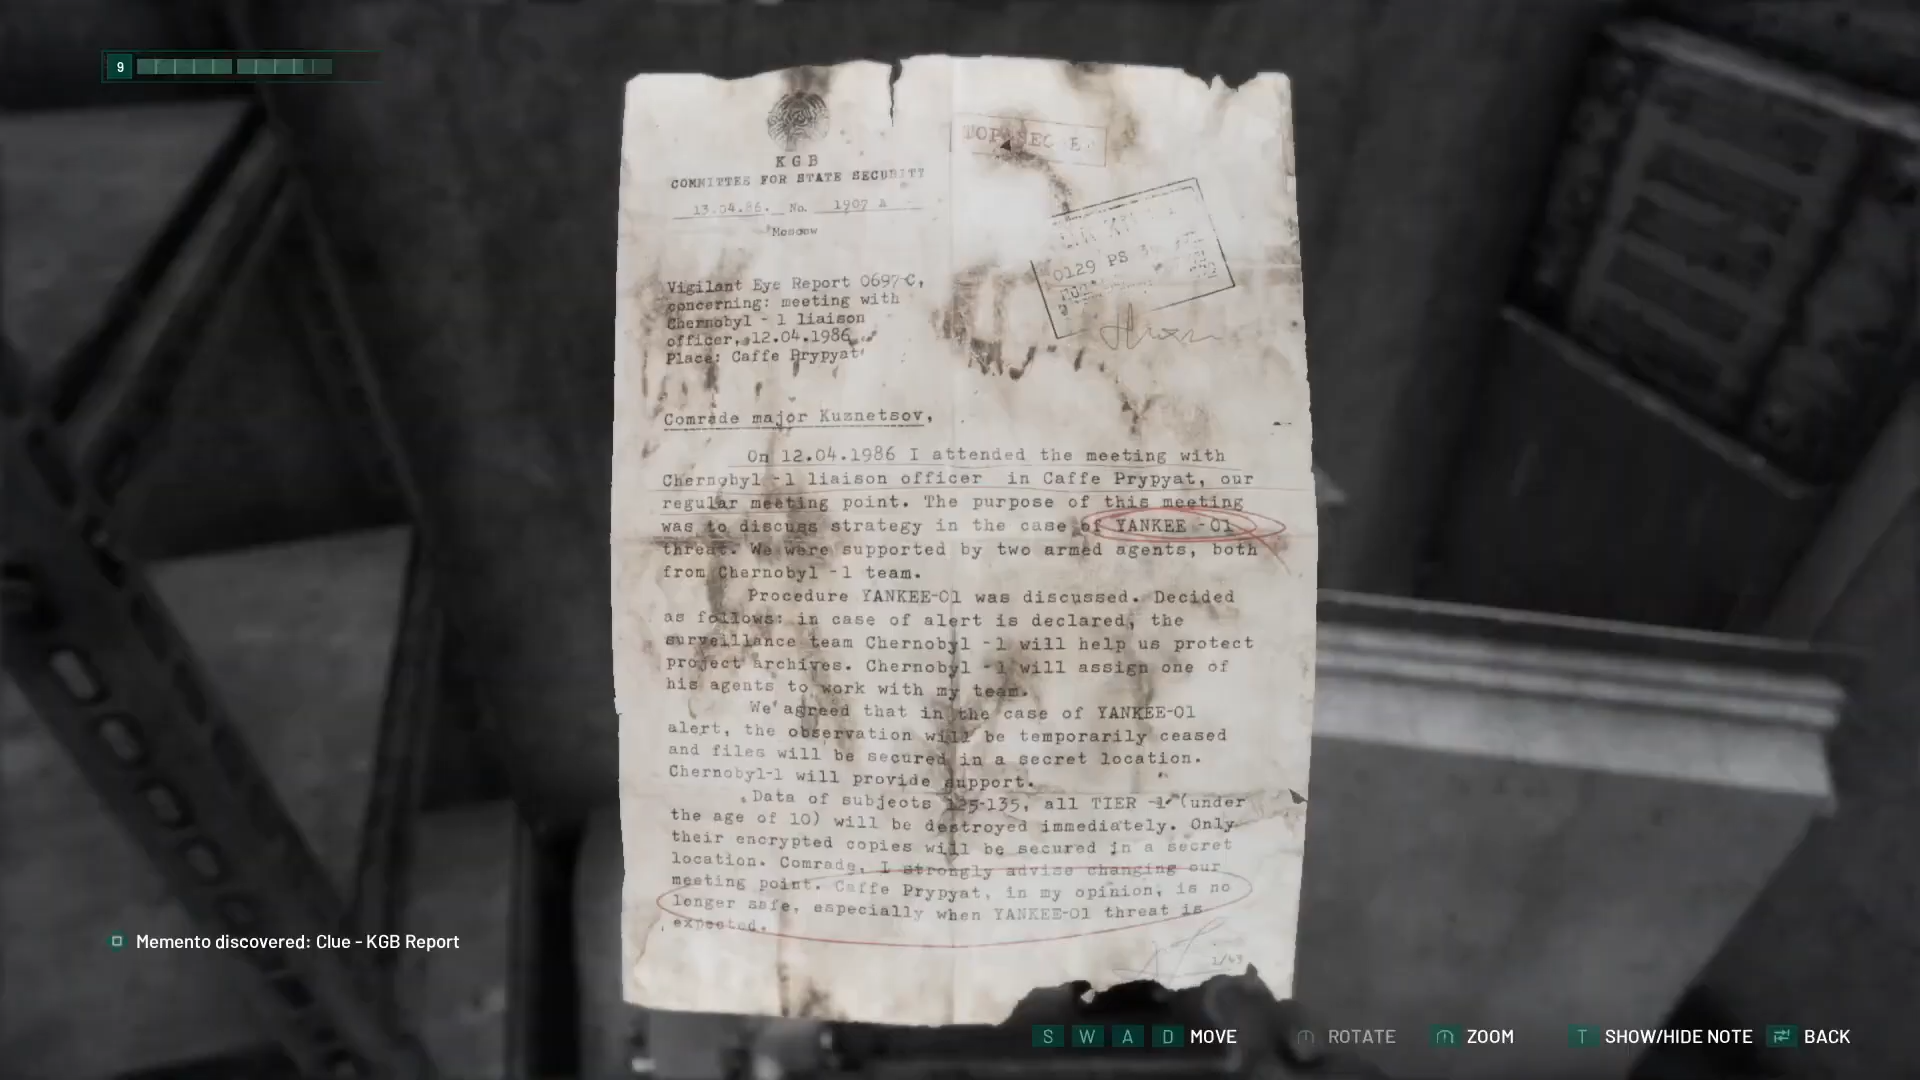 9
KGB
COMMITTEE FOR STATE SECURITY
13.04.86. No. 1907 A
Moscow
TOP SECRET
0129 PS 3
Vigilant Eye Report 0697-C,
concerning: meeting with
Chernobyl - 1 liaison
officer, 12.04.1986
Place: Caffe Prypyat
Comrade major Kuznetsov,
On 12.04.1986 I attended the meeting with
Chernobyl -1 liaison officer in Caffe Prypyat, our
regular meeting point. The purpose of this meeting
was to discuss strategy in the case of YANKEE -01
threat. We were supported by two armed agents, both
from Chernobyl -1 team.
Procedure YANKEE-01 was discussed. Decided
as follows: in case of alert is declared, the
surveillance team Chernobyl -1 will help us protect
project archives. Chernobyl -1 will assign one of
his agents to work with my team.
We agreed that in the case of YANKEE-01
alert, the observation will be temporarily ceased
and files will be secured in a secret location.
Chernobyl-1 will provide support.
Data of subjects 125-135, all TIER -1 (under
the age of 10) will be destroyed immediately. Only
their encrypted copies will be secured in a secret
location. Comrade, I strongly advise changing our
meeting point. Caffe Prypyat, in my opinion, is no
longer safe, especially when YANKEE-01 threat is
expected.
1/43
Memento discovered: Clue - KGB Report
S W A D MOVE ROTATE ZOOM T SHOW/HIDE NOTE BACK